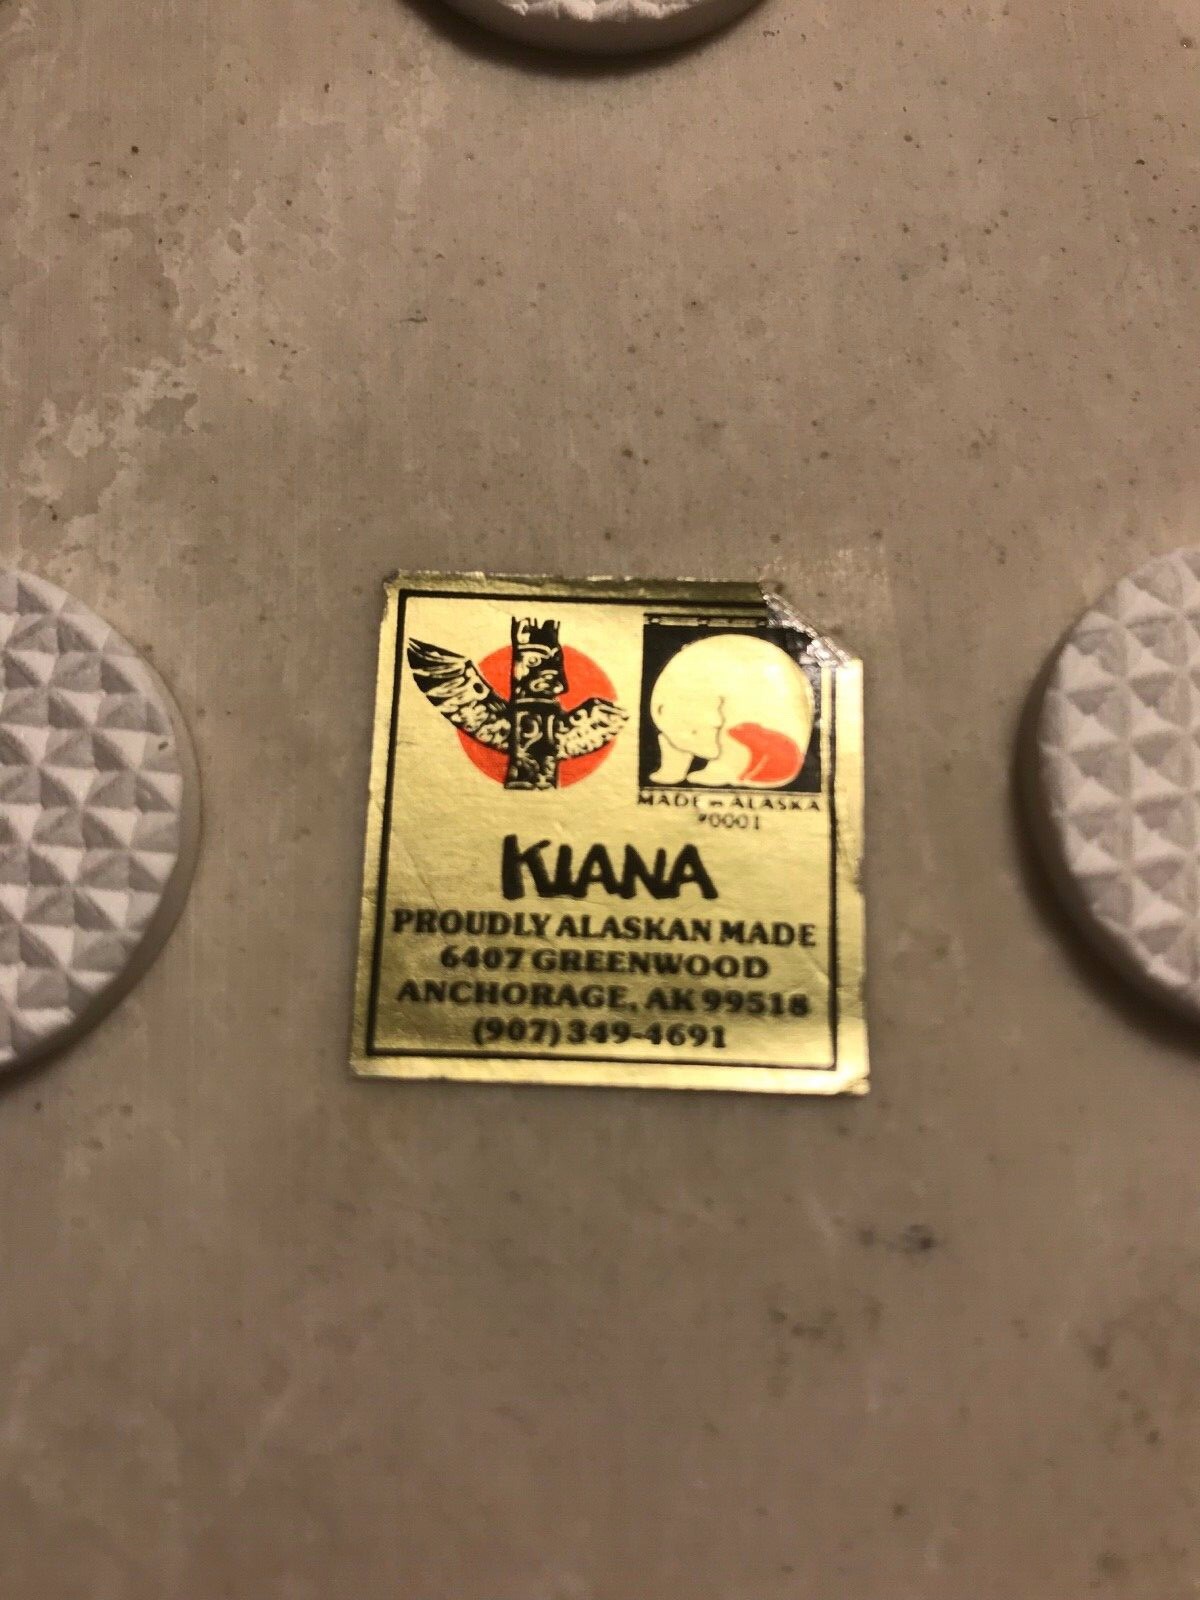 MADE in ALASKA
#0001
KIANA
PROUDLY ALASKAN MADE
6407 GREENWOOD
ANCHORAGE, AK 99518
(907) 349-4691